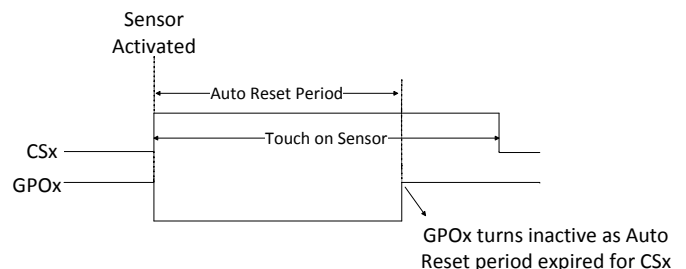 Sensor
Activated
Auto Reset Period
Touch on Sensor
CSx
GPOx
GPOx turns inactive as Auto
Reset period expired for CSx